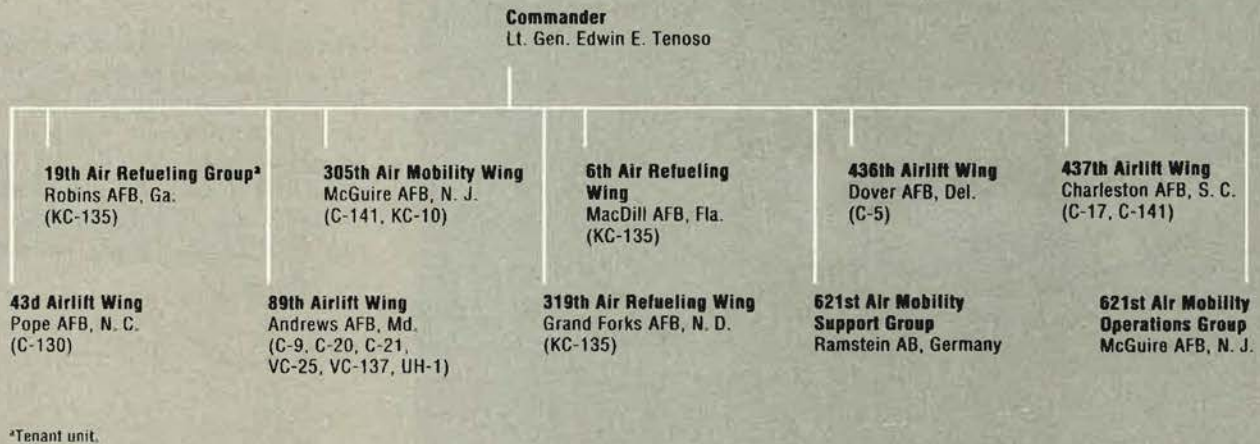 Commander
Lt. Gen. Edwin E. Tenoso
19th Air Refueling Groupª
Robins AFB, Ga.
(KC-135)
305th Air Mobility Wing
McGuire AFB, N. J.
(C-141, KC-10)
6th Air Refueling
Wing
MacDill AFB, Fla.
(KC-135)
436th Airlift Wing
Dover AFB, Del.
(C-5)
437th Airlift Wing
Charleston AFB, S. C.
(C-17, C-141)
43d Airlift Wing
Pope AFB, N. C.
(C-130)
89th Airlift Wing
Andrews AFB, Md.
(C-9, C-20, C-21,
VC-25, VC-137, UH-1)
319th Air Refueling Wing
Grand Forks AFB, N. D.
(KC-135)
621st Air Mobility
Support Group
Ramstein AB, Germany
621st Air Mobility
Operations Group
McGuire AFB, N. J.
ªTenant unit.